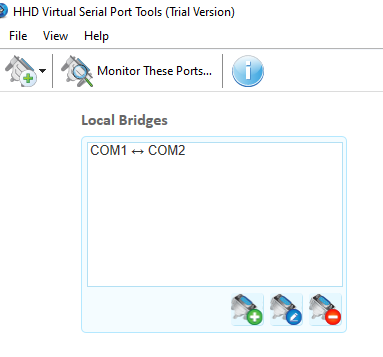 HHD Virtual Serial Port Tools (Trial Version)
File View Help
Monitor These Ports...
Local Bridges
COM1 ↔ COM2